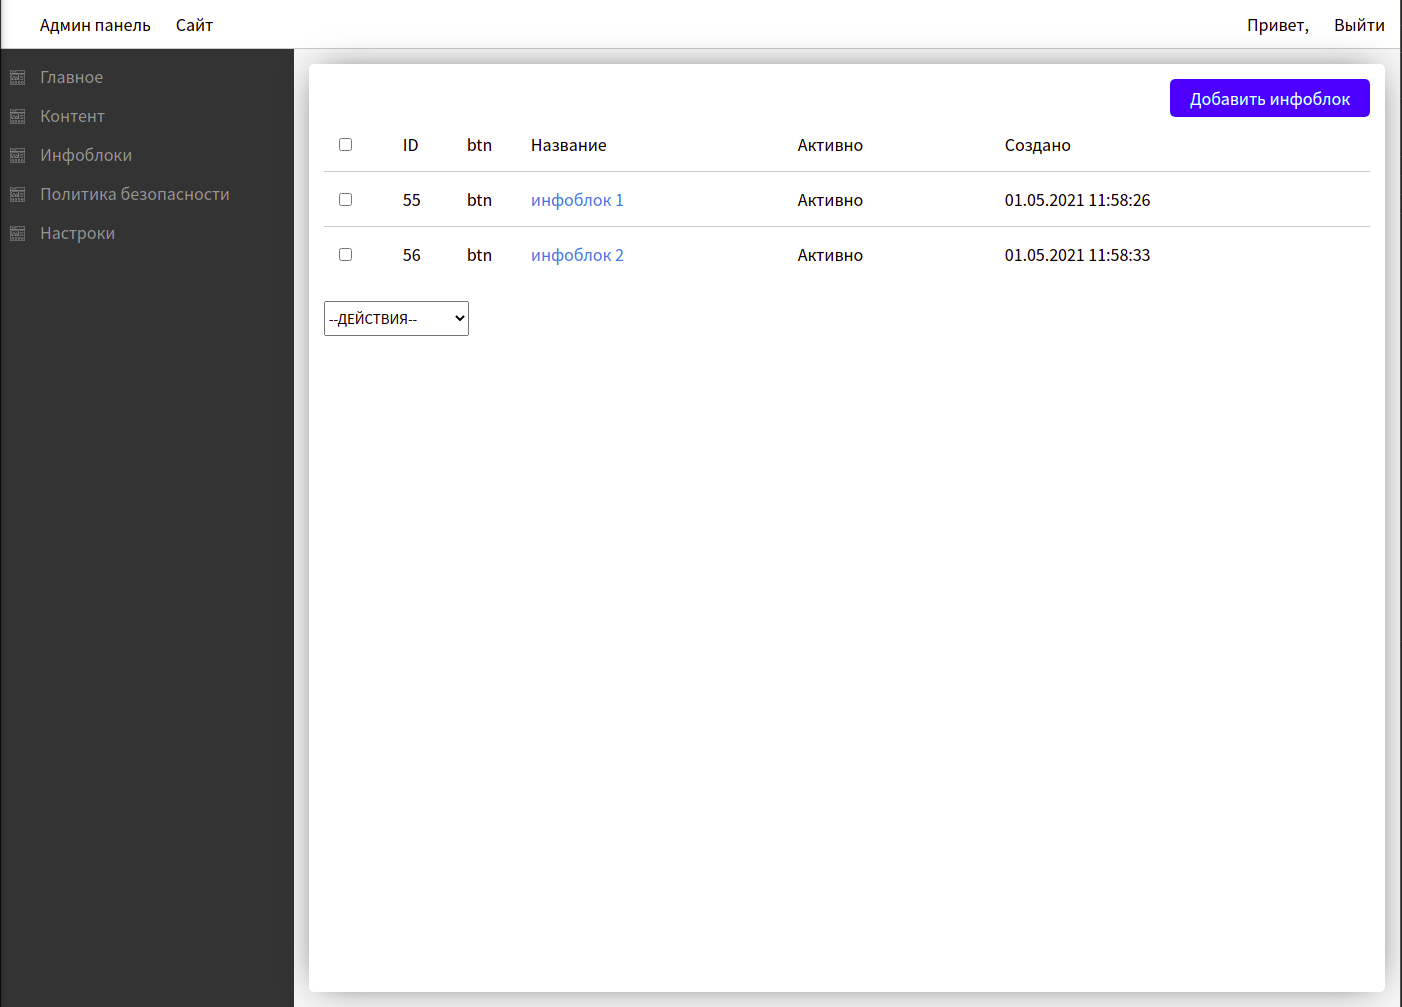 Админ панель Сайт Привет, Выйти
Главное
Контент
Инфоблоки
Политика безопасности
Настроки
Добавить инфоблок
ID btn Название Активно Создано
55 btn инфоблок 1 Активно 01.05.2021 11:58:26
56 btn инфоблок 2 Активно 01.05.2021 11:58:33
--ДЕЙСТВИЯ--